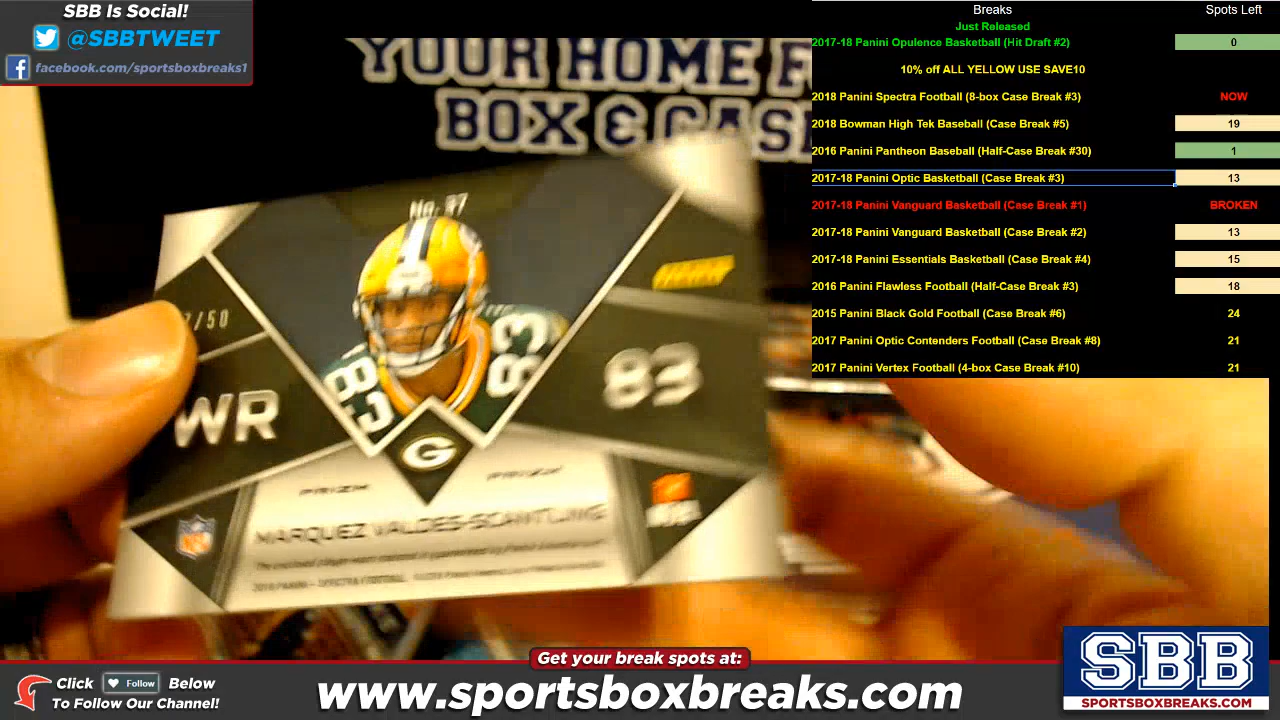 SBB Is Social!
@SBBTWEET
facebook.com/sportsboxbreaks1
YOUR HOME F
BOX & CASE
No. 37
/50
WR
83
83
83
G
PRIZM PRIZM
MARQUEZ VALDES-SCANTLING
NFL
Breaks Spots Left
Just Released
2017-18 Panini Opulence Basketball (Hit Draft #2) 0
10% off ALL YELLOW USE SAVE10
2018 Panini Spectra Football (8-box Case Break #3) NOW
2018 Bowman High Tek Baseball (Case Break #5) 19
2016 Panini Pantheon Baseball (Half-Case Break #30) 1
2017-18 Panini Optic Basketball (Case Break #3) 13
2017-18 Panini Vanguard Basketball (Case Break #1) BROKEN
2017-18 Panini Vanguard Basketball (Case Break #2) 13
2017-18 Panini Essentials Basketball (Case Break #4) 15
2016 Panini Flawless Football (Half-Case Break #3) 18
2015 Panini Black Gold Football (Case Break #6) 24
2017 Panini Optic Contenders Football (Case Break #8) 21
2017 Panini Vertex Football (4-box Case Break #10) 21
Get your break spots at:
Click Follow Below
To Follow Our Channel!
www.sportsboxbreaks.com
SBB
SPORTSBOXBREAKS.COM